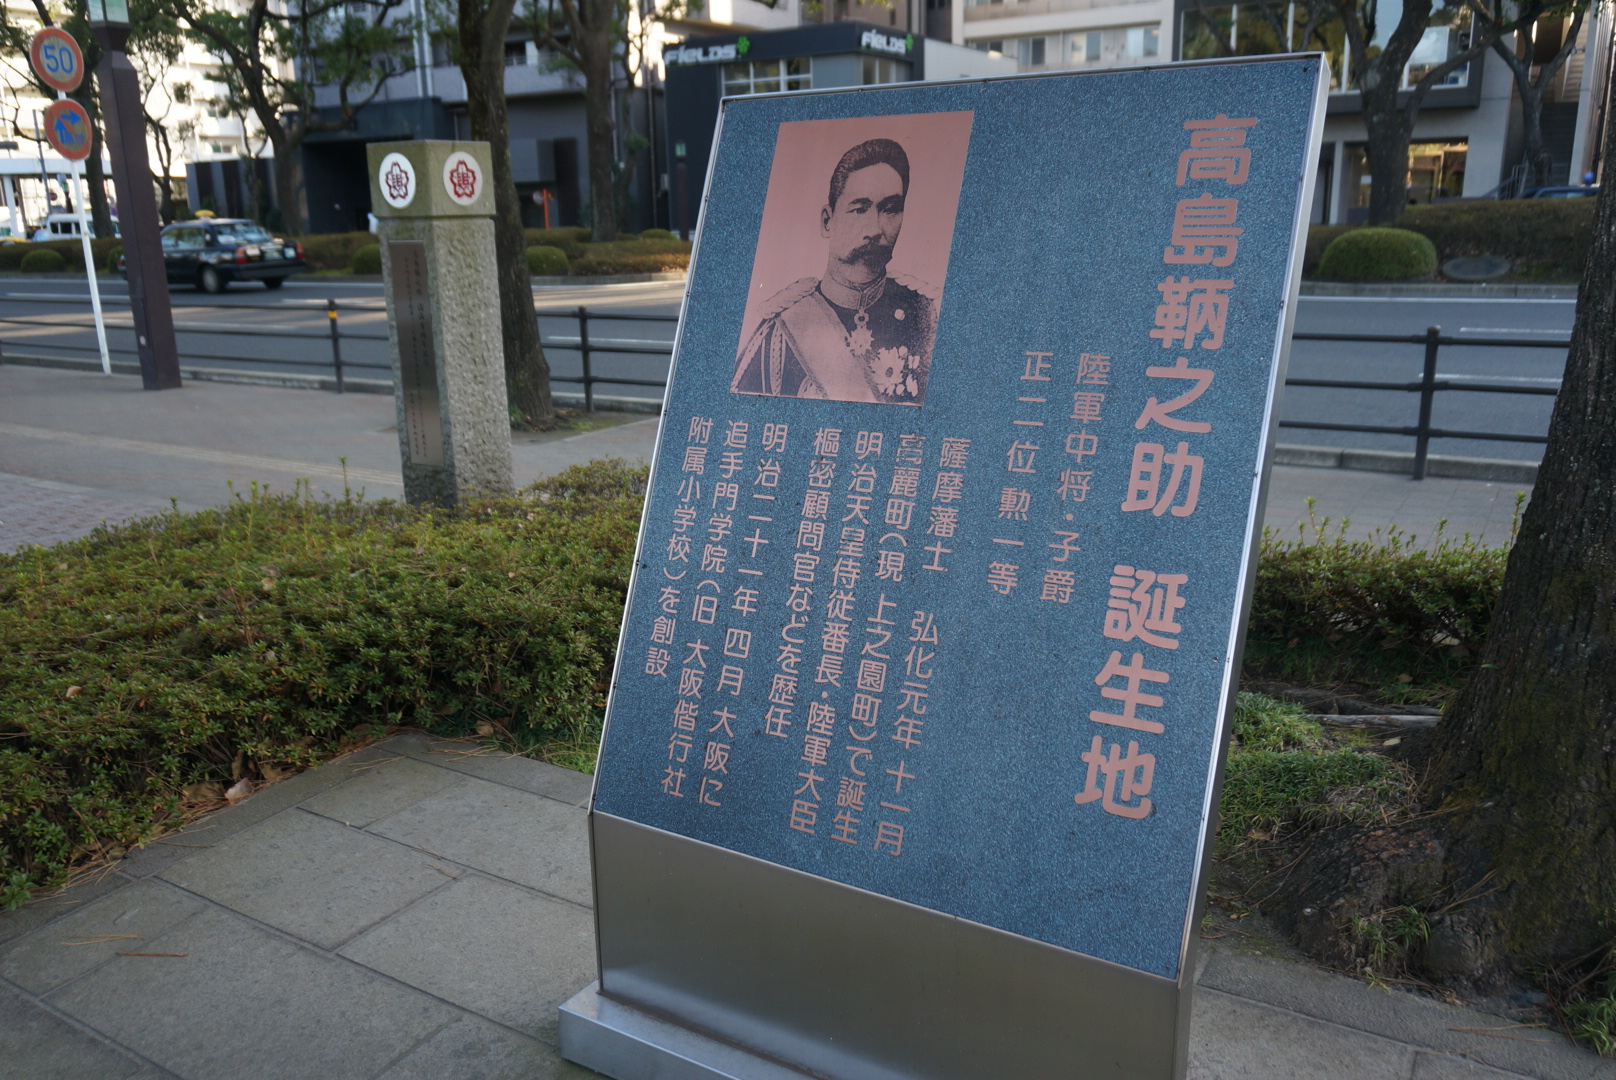 高島鞆之助 誕生地
陸軍中将・子爵
正二位勲一等
薩摩藩士 弘化元年十一月
高麗町(現 上之園町)で誕生
明治天皇侍従番長・陸軍大臣
枢密顧問官などを歴任
明治二十一年四月大阪に
追手門学院(旧 大阪偕行社
附属小学校)を創設
FIELDS
FIELDS
50